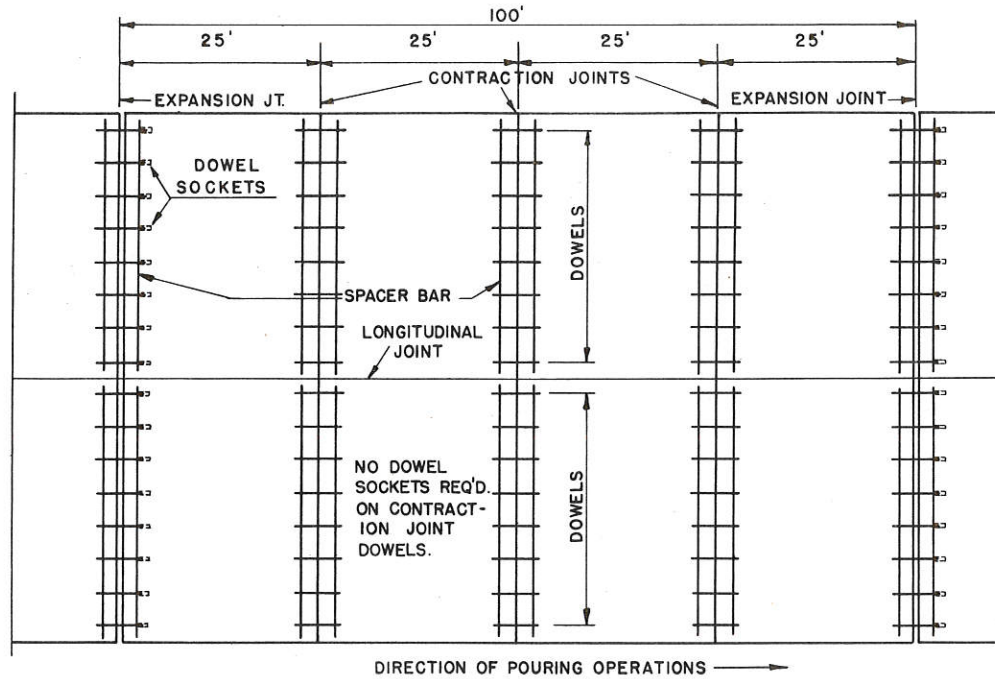 100'
25'
25'
25'
25'
CONTRACTION JOINTS
EXPANSION JT.
EXPANSION JOINT
DOWEL
SOCKETS
DOWELS
SPACER BAR
LONGITUDINAL
JOINT
NO DOWEL
SOCKETS REQ'D.
ON CONTRACT-
ION JOINT
DOWELS.
DOWELS
DIRECTION OF POURING OPERATIONS